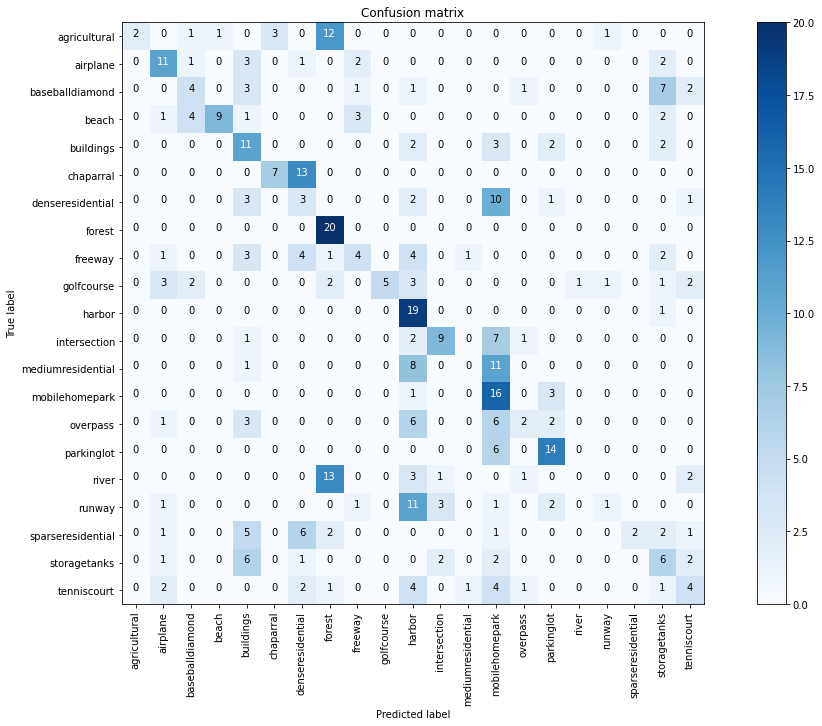 Confusion matrix
True label
agricultural 2 0 1 1 0 3 0 12 0 0 0 0 0 0 0 0 0 1 0 0 0
airplane 0 11 1 0 3 0 1 0 2 0 0 0 0 0 0 0 0 0 0 2 0
baseballdiamond 0 0 4 0 3 0 0 0 1 0 1 0 0 0 1 0 0 0 0 7 2
beach 0 1 4 9 1 0 0 0 3 0 0 0 0 0 0 0 0 0 0 2 0
buildings 0 0 0 0 11 0 0 0 0 0 2 0 0 3 0 2 0 0 0 2 0
chaparral 0 0 0 0 0 7 13 0 0 0 0 0 0 0 0 0 0 0 0 0 0
denseresidential 0 0 0 0 3 0 3 0 0 0 2 0 0 10 0 1 0 0 0 0 1
forest 0 0 0 0 0 0 0 20 0 0 0 0 0 0 0 0 0 0 0 0 0
freeway 0 1 0 0 3 0 4 1 4 0 4 0 1 0 0 0 0 0 0 2 0
golfcourse 0 3 2 0 0 0 0 2 0 5 3 0 0 0 0 0 1 1 0 1 2
harbor 0 0 0 0 0 0 0 0 0 0 19 0 0 0 0 0 0 0 0 1 0
intersection 0 0 0 0 1 0 0 0 0 0 2 9 0 7 1 0 0 0 0 0 0
mediumresidential 0 0 0 0 1 0 0 0 0 0 8 0 0 11 0 0 0 0 0 0 0
mobilehomepark 0 0 0 0 0 0 0 0 0 0 1 0 0 16 0 3 0 0 0 0 0
overpass 0 1 0 0 3 0 0 0 0 0 6 0 0 6 2 2 0 0 0 0 0
parkinglot 0 0 0 0 0 0 0 0 0 0 0 0 0 6 0 14 0 0 0 0 0
river 0 0 0 0 0 0 0 13 0 0 3 1 0 0 1 0 0 0 0 0 2
runway 0 1 0 0 0 0 0 0 1 0 11 3 0 1 0 2 0 1 0 0 0
sparseresidential 0 1 0 0 5 0 6 2 0 0 0 0 0 1 0 0 0 0 2 2 1
storagetanks 0 1 0 0 6 0 1 0 0 0 0 2 0 2 0 0 0 0 0 6 2
tenniscourt 0 2 0 0 0 0 2 1 0 0 4 0 1 4 1 0 0 0 0 1 4
agricultural
airplane
baseballdiamond
beach
buildings
chaparral
denseresidential
forest
freeway
golfcourse
harbor
intersection
mediumresidential
mobilehomepark
overpass
parkinglot
river
runway
sparseresidential
storagetanks
tenniscourt
Predicted label
20.0
17.5
15.0
12.5
10.0
7.5
5.0
2.5
0.0